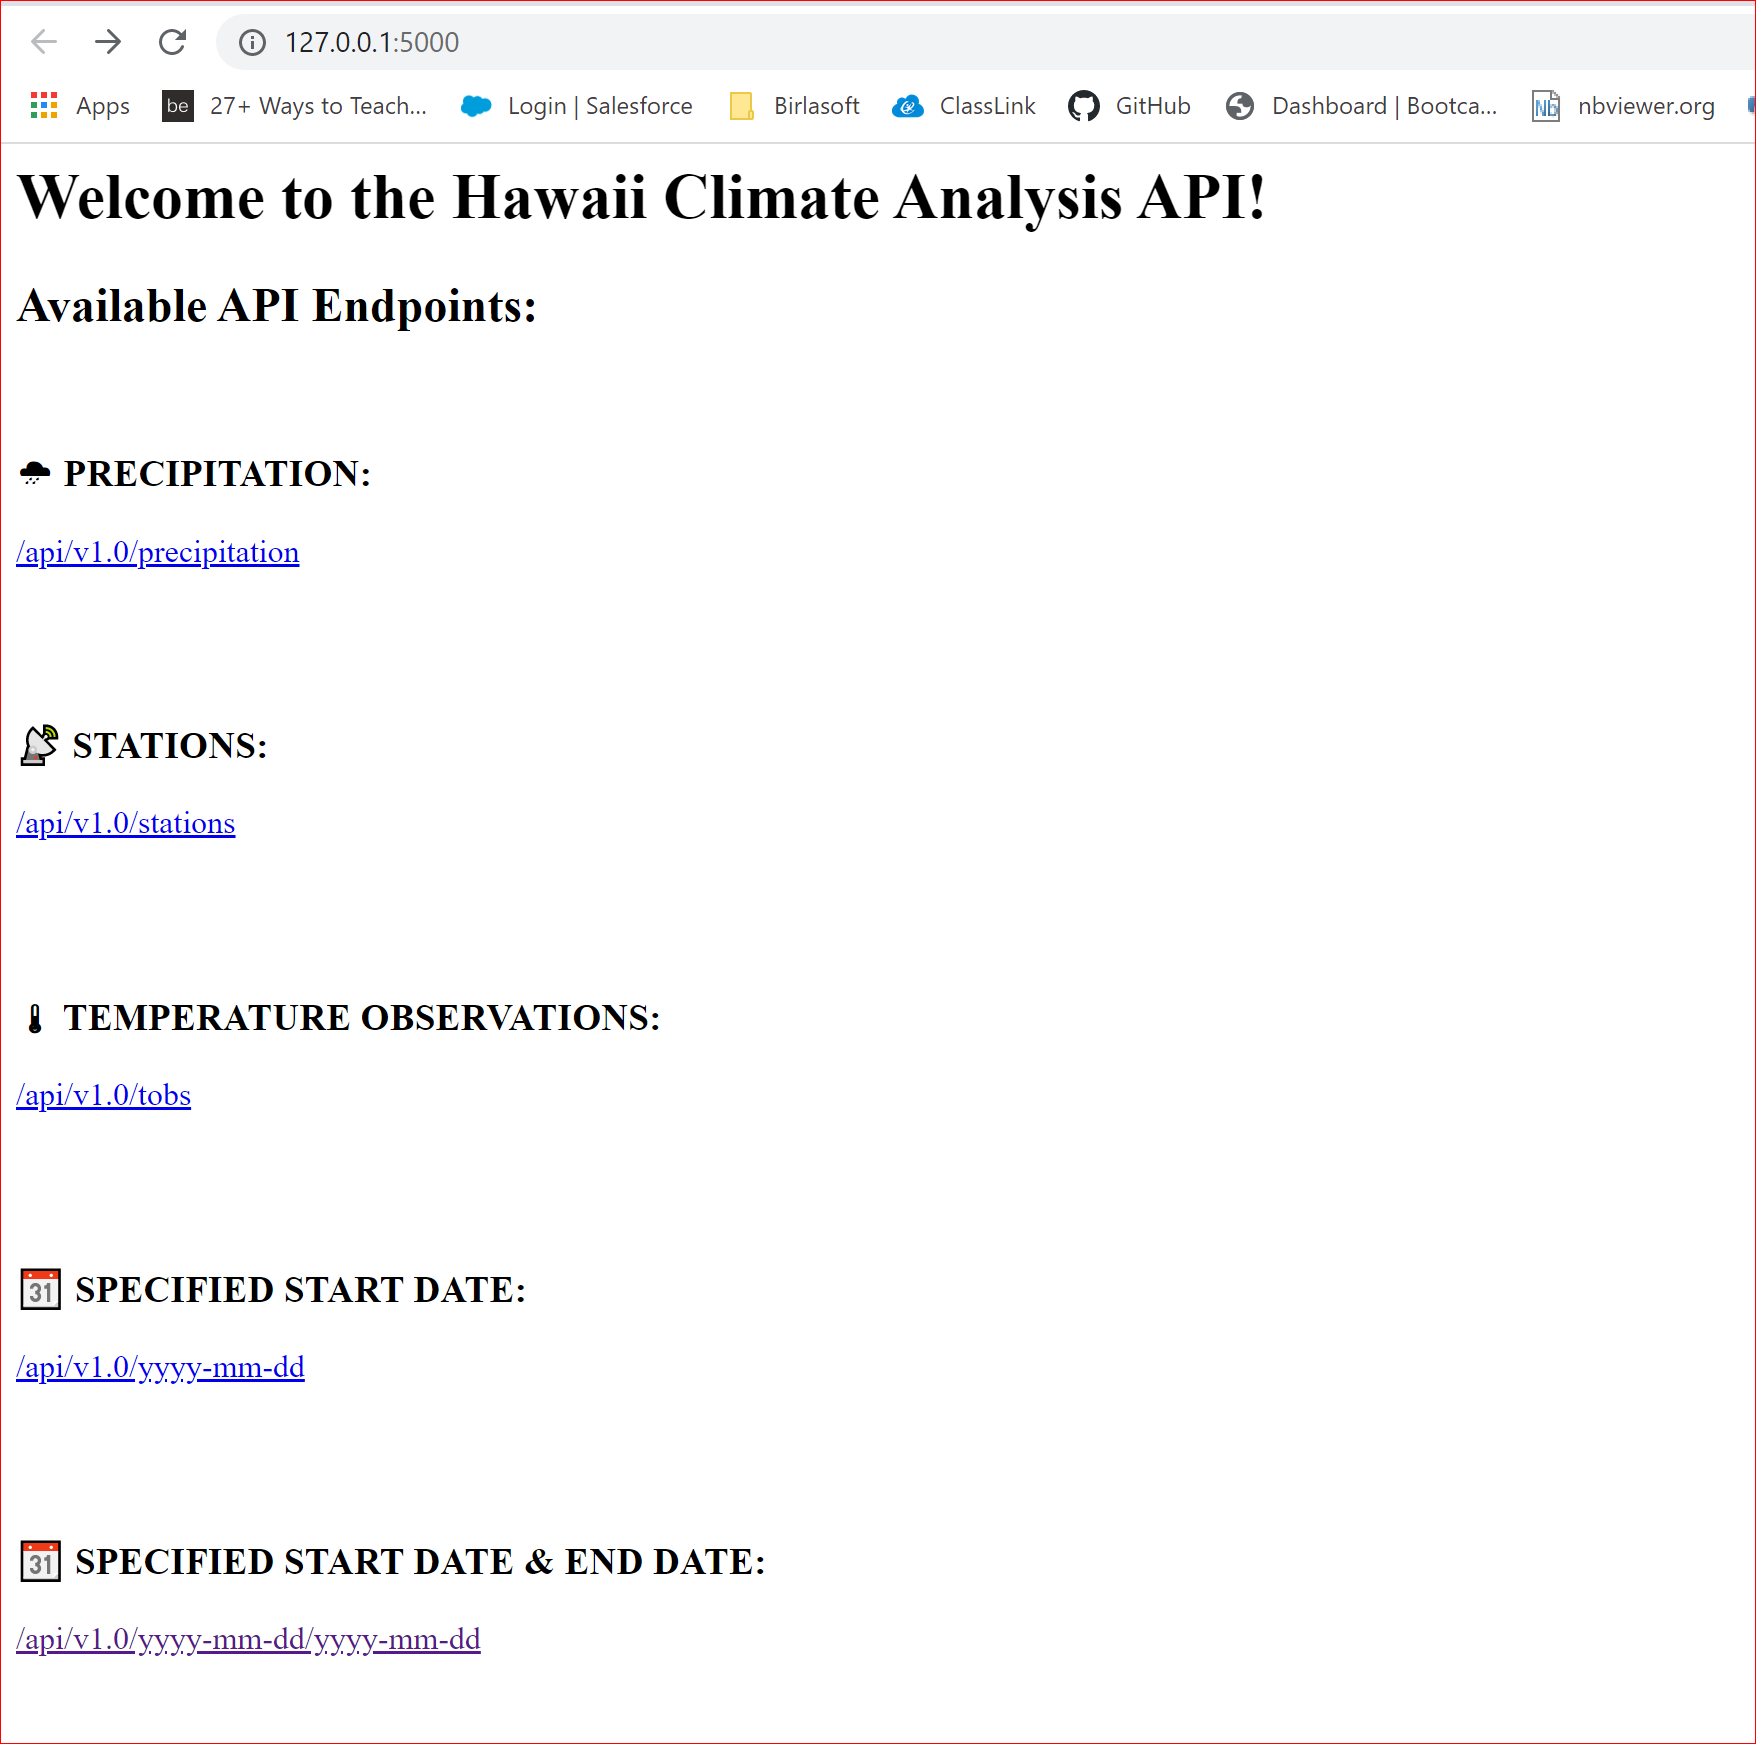 127.0.0.1:5000
Apps be 27+ Ways to Teach... Login | Salesforce Birlasoft ClassLink GitHub Dashboard | Bootca... Nb nbviewer.org
Welcome to the Hawaii Climate Analysis API!
Available API Endpoints:
PRECIPITATION:
/api/v1.0/precipitation
STATIONS:
/api/v1.0/stations
TEMPERATURE OBSERVATIONS:
/api/v1.0/tobs
31 SPECIFIED START DATE:
/api/v1.0/yyyy-mm-dd
31 SPECIFIED START DATE & END DATE:
/api/v1.0/yyyy-mm-dd/yyyy-mm-dd